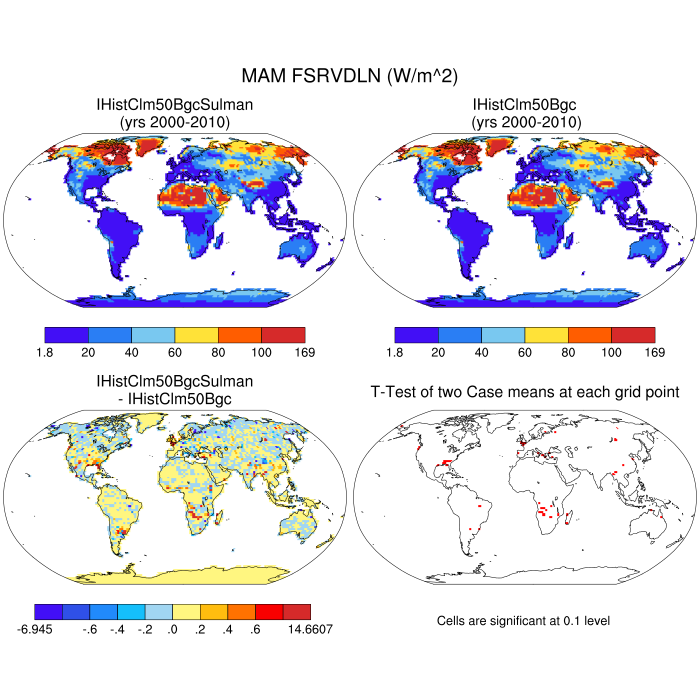 MAM FSRVDLN (W/m^2)
IHistClm50BgcSulman
(yrs 2000-2010)
IHistClm50Bgc
(yrs 2000-2010)
1.8 20 40 60 80 100 169
1.8 20 40 60 80 100 169
IHistClm50BgcSulman
- IHistClm50Bgc
T-Test of two Case means at each grid point
-6.945 -.6 -.4 -.2 .0 .2 .4 .6 14.6607
Cells are significant at 0.1 level